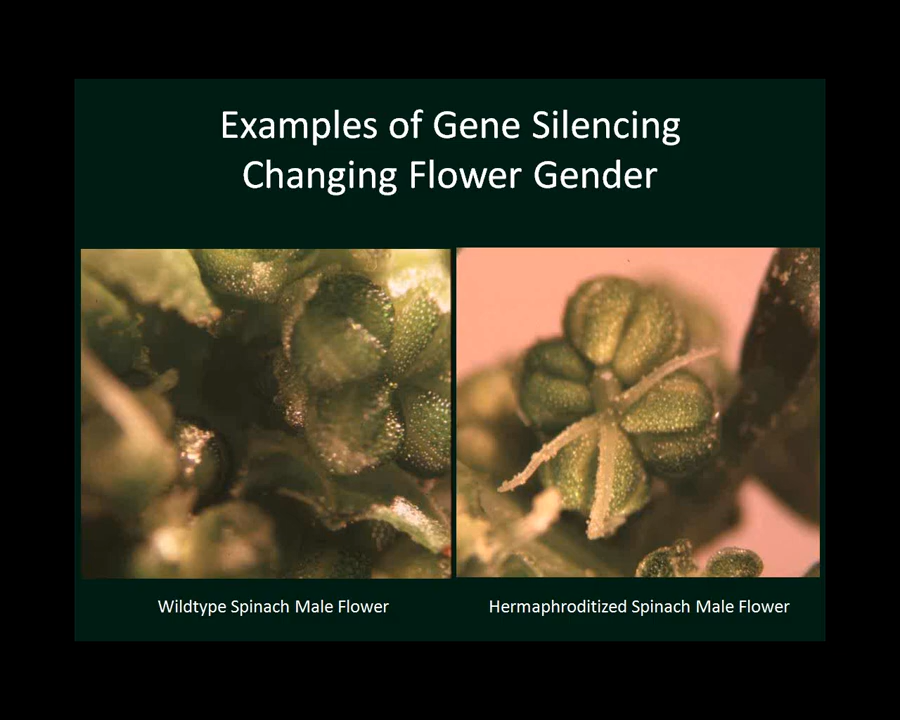 Examples of Gene Silencing
Changing Flower Gender
Wildtype Spinach Male Flower
Hermaphroditized Spinach Male Flower